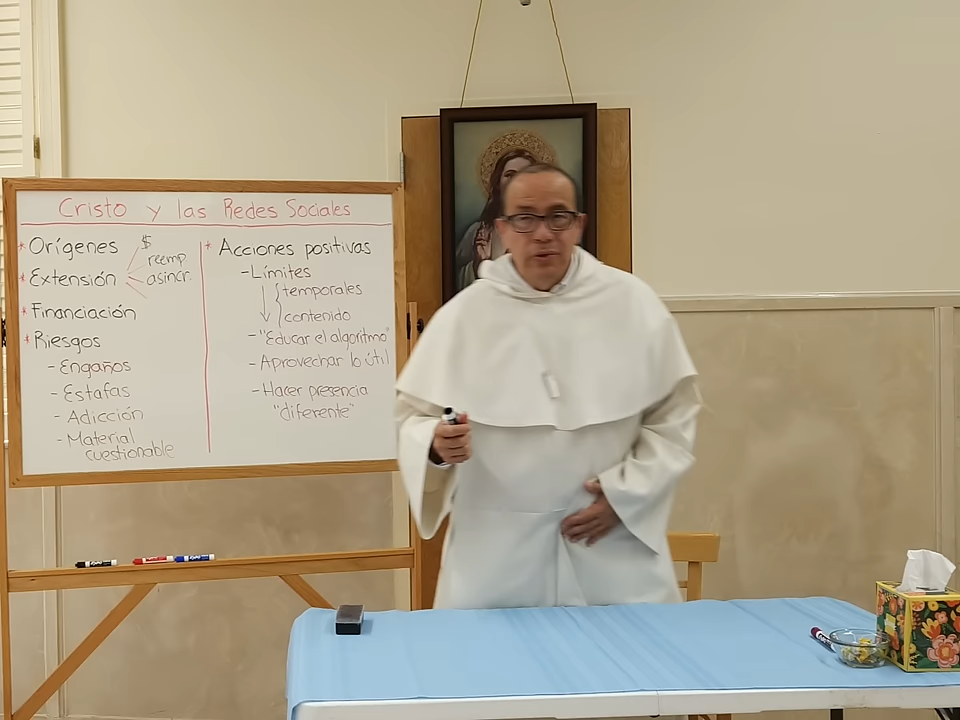 Cristo y las Redes Sociales
* Orígenes
* Extensión
$
reemp.
asincr.
* Financiación
* Riesgos
- Engaños
- Estafas
- Adicción
- Material
cuestionable
* Acciones positivas
- Límites
temporales
contenido
- "Educar el algoritmo"
- Aprovechar lo útil
- Hacer presencia
"diferente"